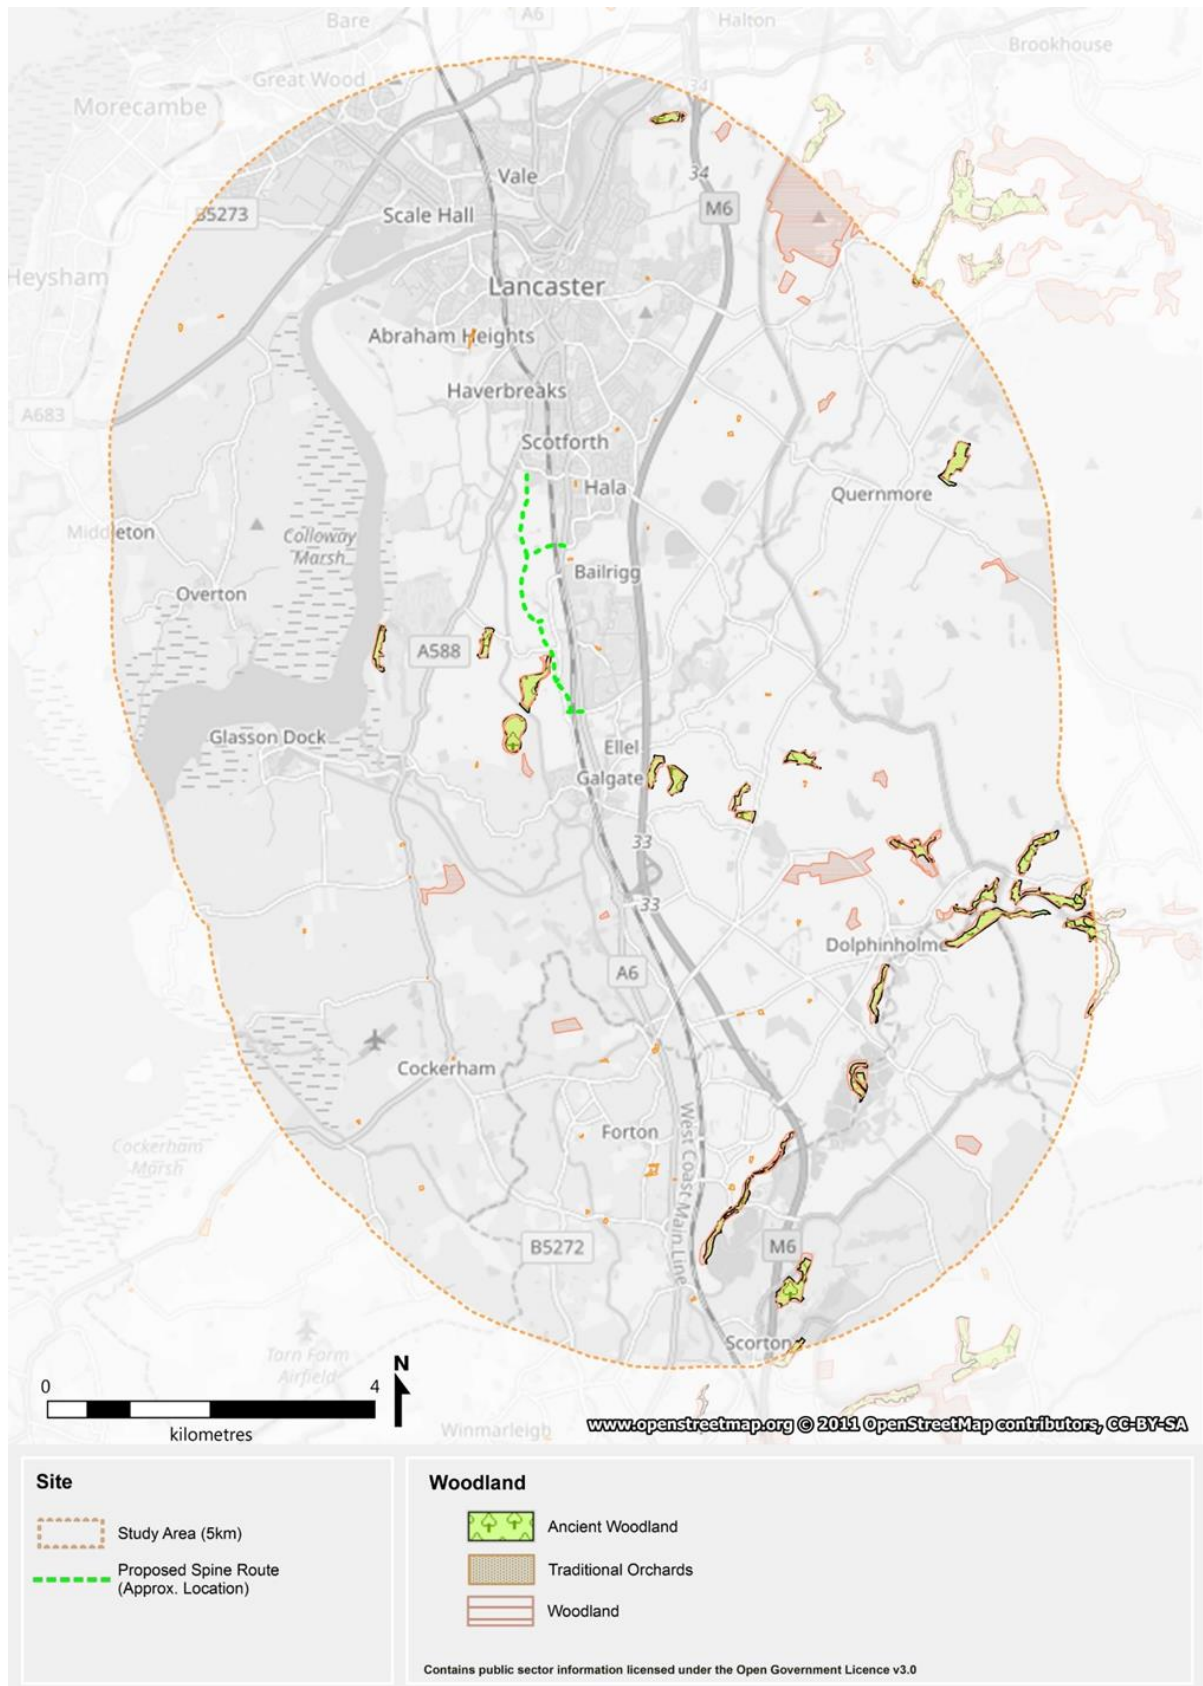 Bare
A6
Halton
Brookhouse
Great Wood
Morecambe
34
Vale
34
B5273
Scale Hall
M6
Heysham
Lancaster
Abraham Heights
Haverbreaks
A683
Scotforth
Hala
Quernmore
Middleton
Colloway
Marsh
Bailrigg
Overton
A588
Glasson Dock
Ellel
Galgate
33
33
Dolphinholme
A6
Cockerham
West Coast Main Line
Forton
Cockerham
Marsh
B5272
M6
Scorton
Tarn Farm
Airfield
N
0 4
kilometres
Winmarleigh
www.openstreetmap.org © 2011 OpenStreetMap contributors, CC-BY-SA
Site
Study Area (5km)
Proposed Spine Route
(Approx. Location)
Woodland
Ancient Woodland
Traditional Orchards
Woodland
Contains public sector information licensed under the Open Government Licence v3.0